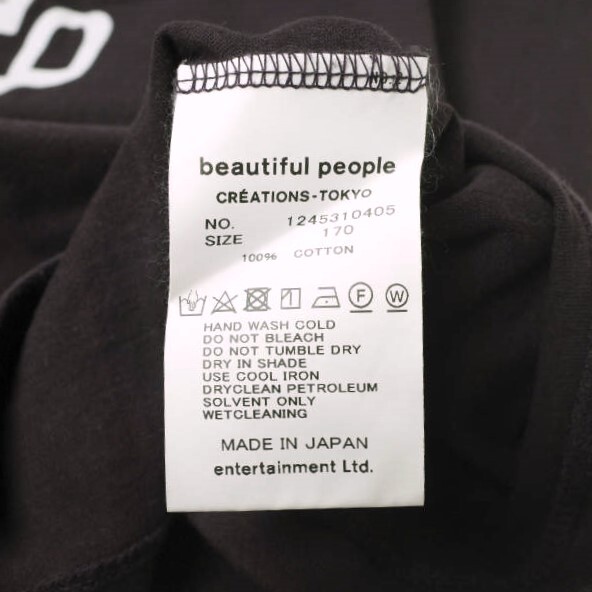 beautiful people
CRÉATIONS-TOKYO
NO. 1245310405
SIZE 170
100% COTTON
F W
HAND WASH COLD
DO NOT BLEACH
DO NOT TUMBLE DRY
DRY IN SHADE
USE COOL IRON
DRYCLEAN PETROLEUM
SOLVENT ONLY
WETCLEANING
MADE IN JAPAN
entertainment Ltd.